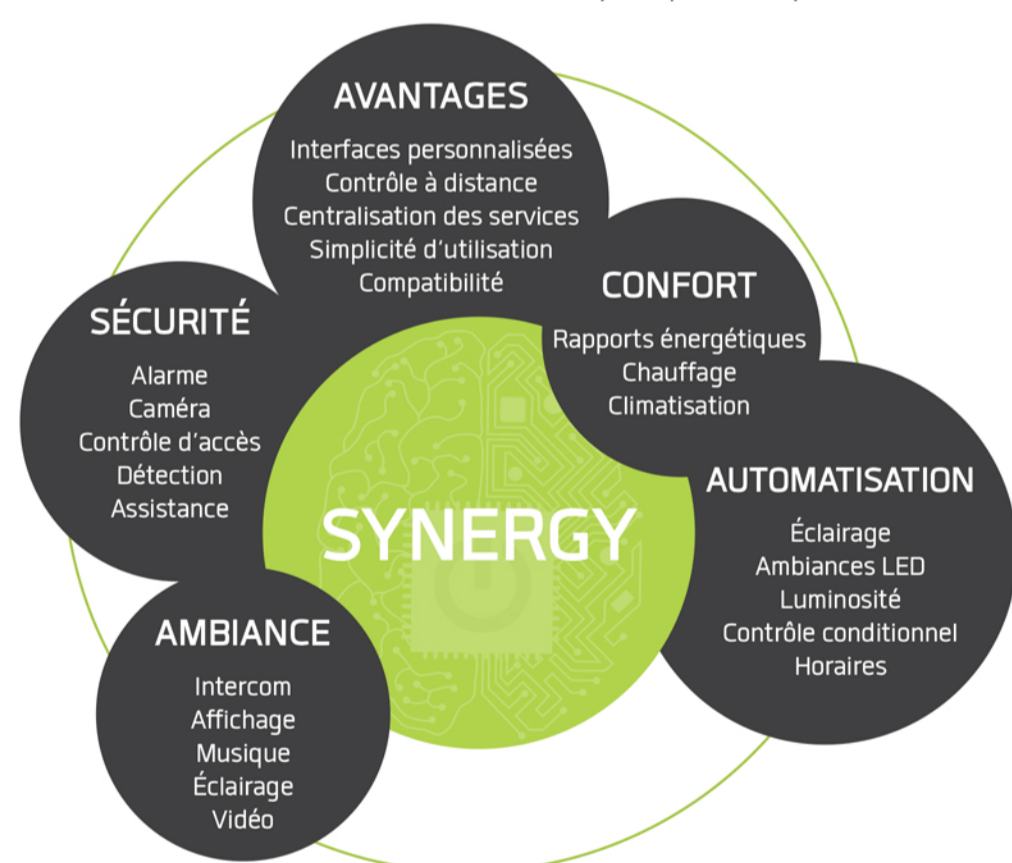 AVANTAGES
Interfaces personnalisées
Contrôle à distance
Centralisation des services
Simplicité d'utilisation
Compatibilité
CONFORT
Rapports énergétiques
Chauffage
Climatisation
SÉCURITÉ
Alarme
Caméra
Contrôle d'accès
Détection
Assistance
SYNERGY
AUTOMATISATION
Éclairage
Ambiances LED
Luminosité
Contrôle conditionnel
Horaires
AMBIANCE
Intercom
Affichage
Musique
Éclairage
Vidéo